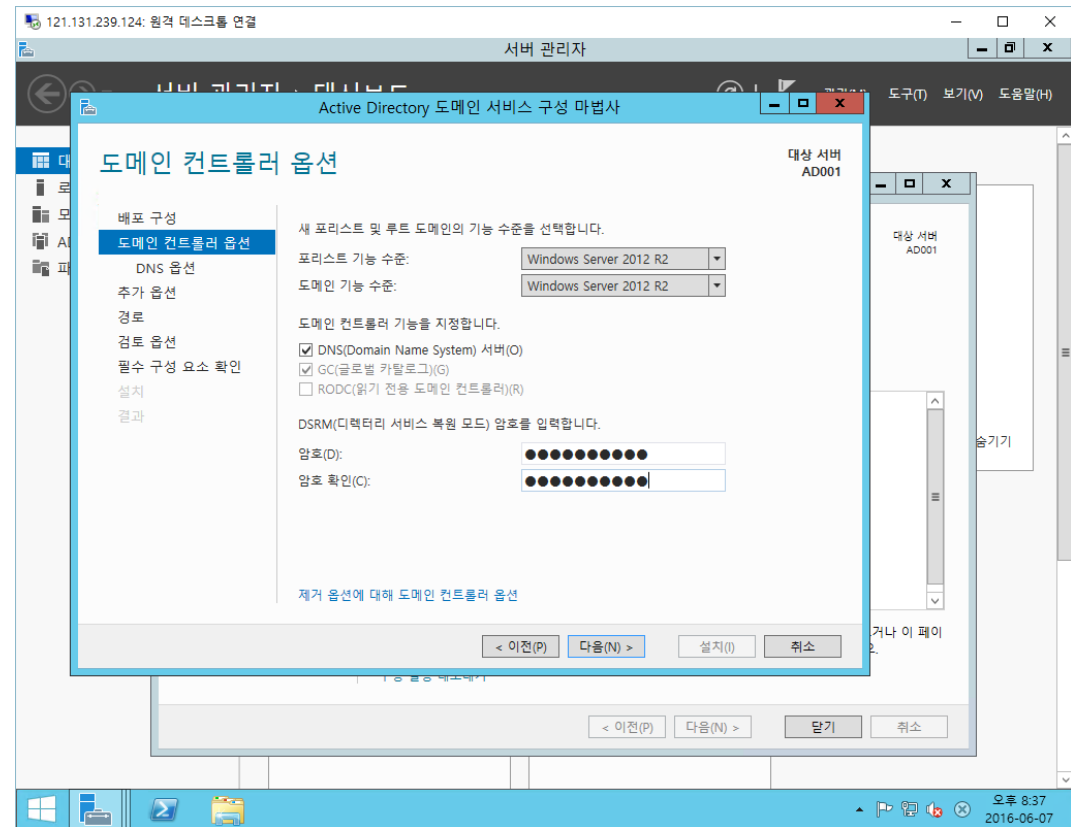 121.131.239.124: 원격 데스크톱 연결
서버 관리자
도구(T) 보기(V) 도움말(H)
Active Directory 도메인 서비스 구성 마법사
도메인 컨트롤러 옵션
대상 서버
AD001
배포 구성
도메인 컨트롤러 옵션
DNS 옵션
추가 옵션
경로
검토 옵션
필수 구성 요소 확인
설치
결과
새 포리스트 및 루트 도메인의 기능 수준을 선택합니다.
포리스트 기능 수준: Windows Server 2012 R2
도메인 기능 수준: Windows Server 2012 R2
도메인 컨트롤러 기능을 지정합니다.
DNS(Domain Name System) 서버(O)
GC(글로벌 카탈로그)(G)
RODC(읽기 전용 도메인 컨트롤러)(R)
DSRM(디렉터리 서비스 복원 모드) 암호를 입력합니다.
암호(D):
암호 확인(C):
제거 옵션에 대해 도메인 컨트롤러 옵션
< 이전(P) 다음(N) > 설치(I) 취소
대상 서버
AD001
숨기기
거나 이 페이
< 이전(P) 다음(N) > 닫기 취소
오후 8:37
2016-06-07